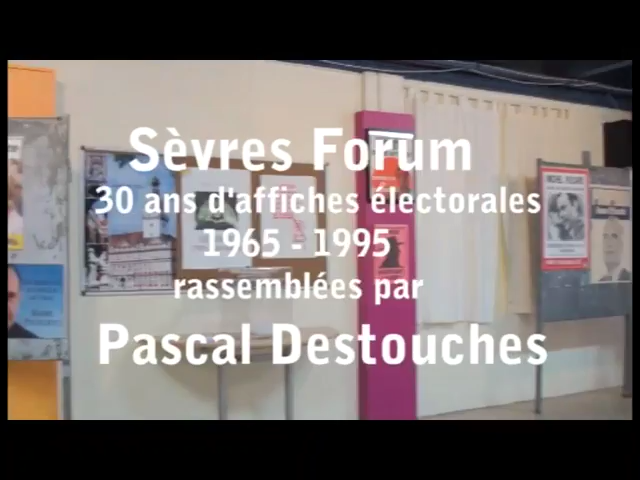 Sèvres Forum
30 ans d'affiches électorales
1965 - 1995
rassemblées par
Pascal Destouches